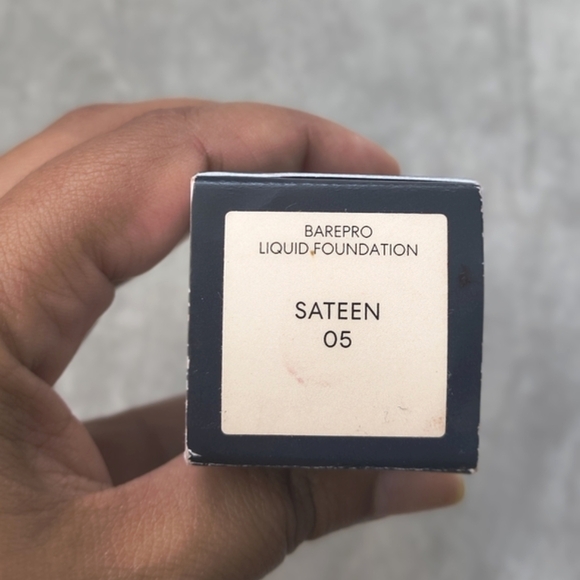 BAREPRO
LIQUID FOUNDATION
SATEEN
05